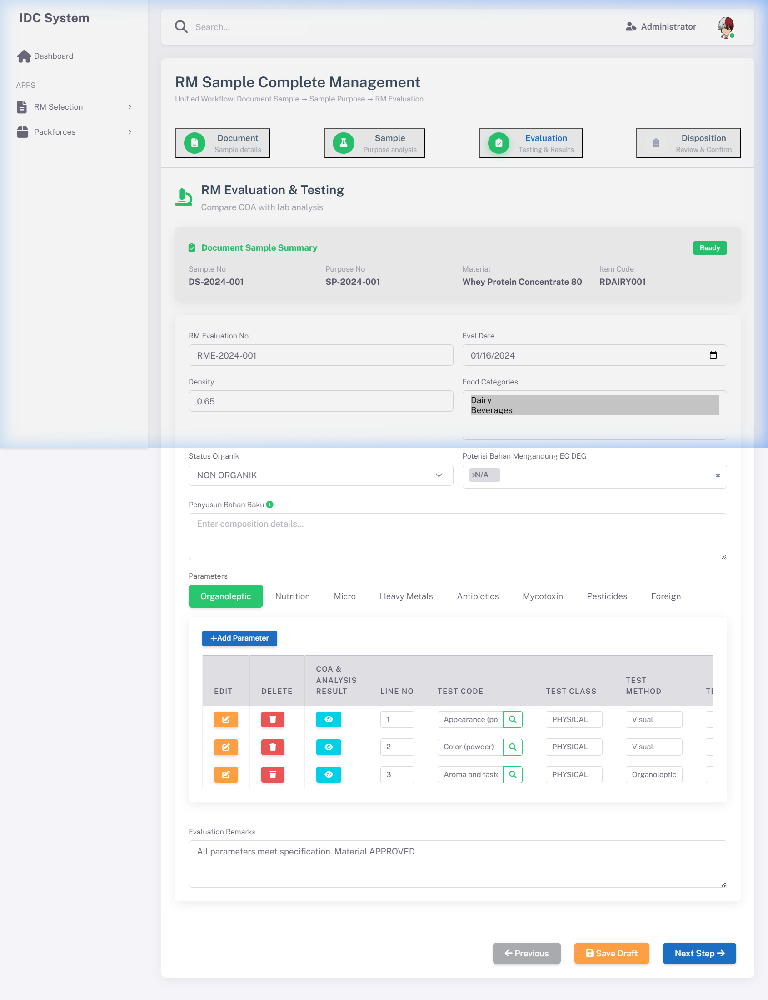 IDC System
Dashboard
APPS
RM Selection
Packforces
Search...
Administrator
RM Sample Complete Management
Unified Workflow: Document Sample → Sample Purpose → RM Evaluation
Document
Sample details
Sample
Purpose analysis
Evaluation
Testing & Results
Disposition
Review & Confirm
RM Evaluation & Testing
Compare COA with lab analysis
Document Sample Summary
Ready
Sample No
DS-2024-001
Purpose No
SP-2024-001
Material
Whey Protein Concentrate 80
Item Code
RDAIRY001
RM Evaluation No
RME-2024-001
Eval Date
01/16/2024
Density
0.65
Food Categories
Dairy
Beverages
Status Organik
NON ORGANIK
Potensi Bahan Mengandung EG DEG
×N/A
×
Penyusun Bahan Baku
Enter composition details...
Parameters
Organoleptic Nutrition Micro Heavy Metals Antibiotics Mycotoxin Pesticides Foreign
+Add Parameter
EDIT DELETE COA & ANALYSIS RESULT LINE NO TEST CODE TEST CLASS TEST METHOD TE
1 Appearance (po PHYSICAL Visual
2 Color (powder) PHYSICAL Visual
3 Aroma and taste PHYSICAL Organoleptic
Evaluation Remarks
All parameters meet specification. Material APPROVED.
← Previous
Save Draft
Next Step →